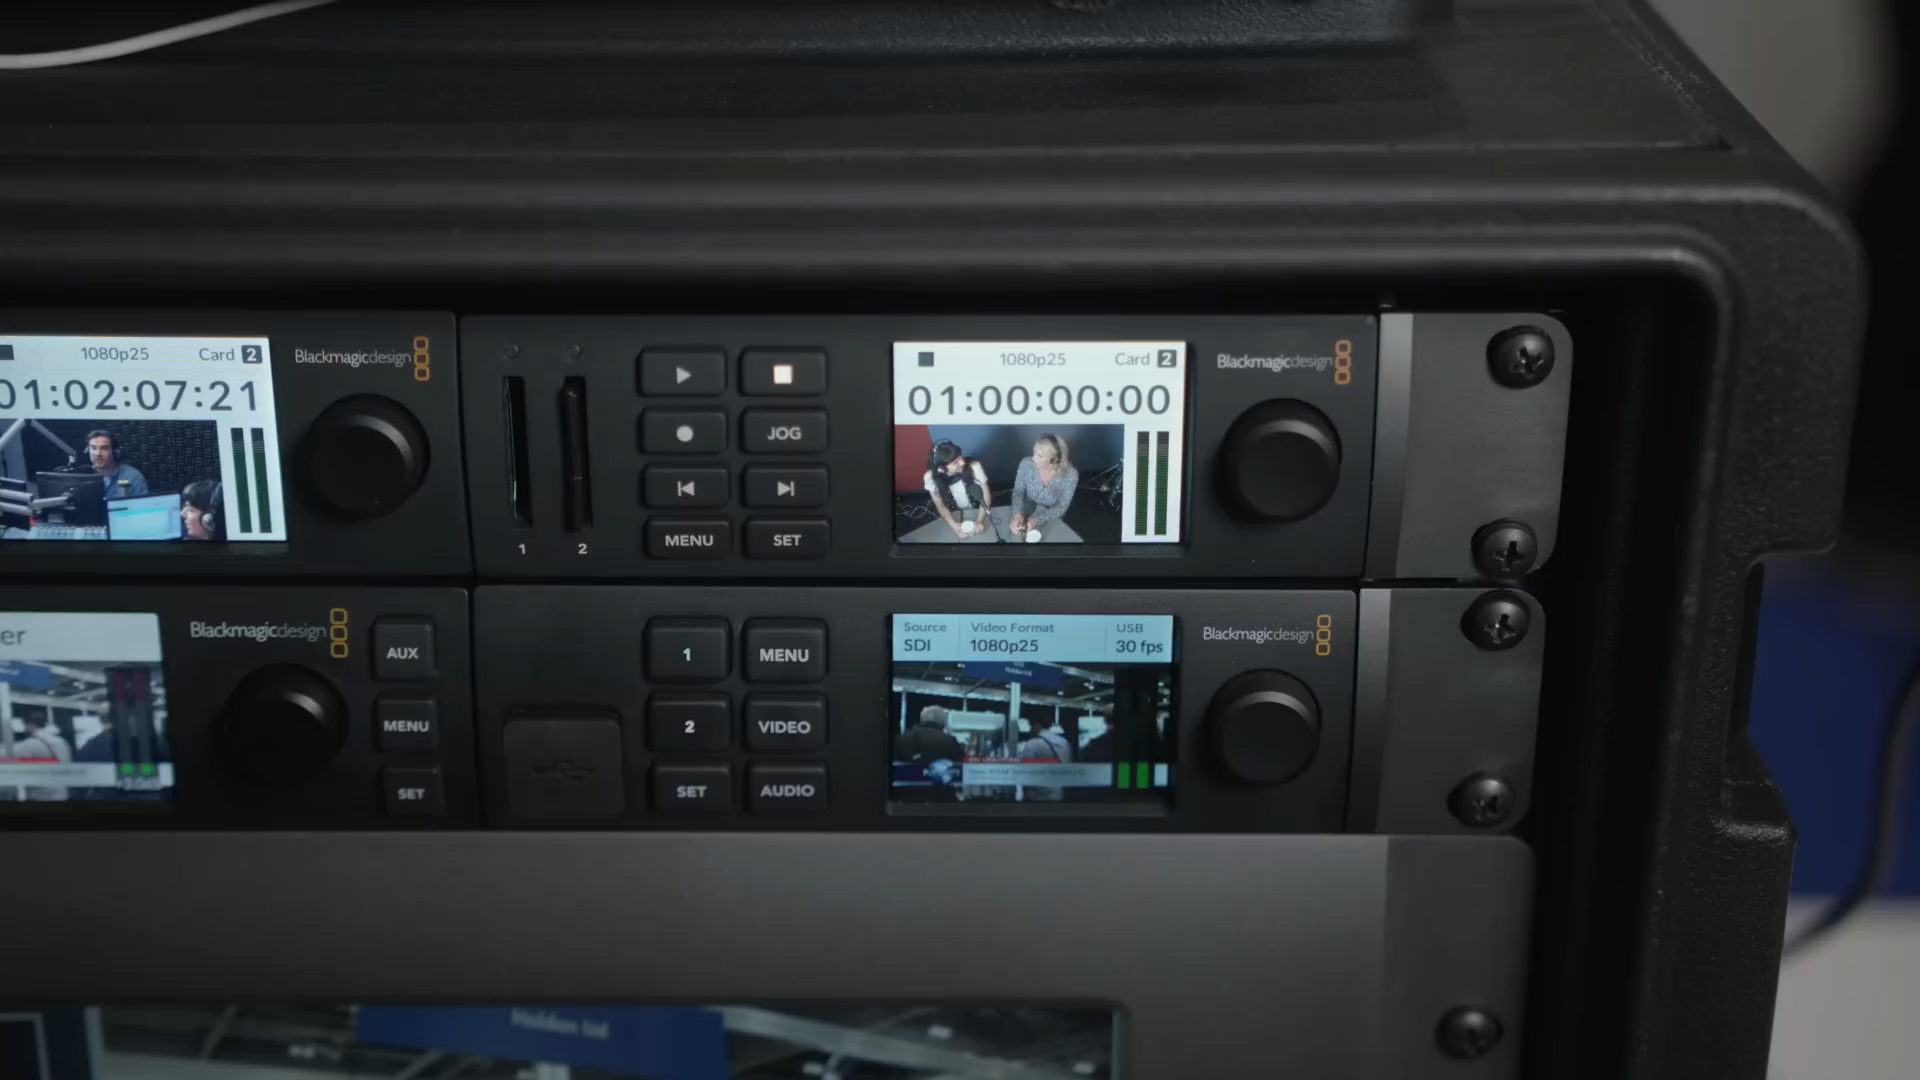 1080p25 Card 2
01:02:07:21
Blackmagicdesign
1 2
JOG
MENU SET
1080p25 Card 2
01:00:00:00
Blackmagicdesign
er
Blackmagicdesign
AUX
MENU
SET
1 MENU
2 VIDEO
SET AUDIO
Source Video Format USB
SDI 1080p25 30 fps
Blackmagicdesign